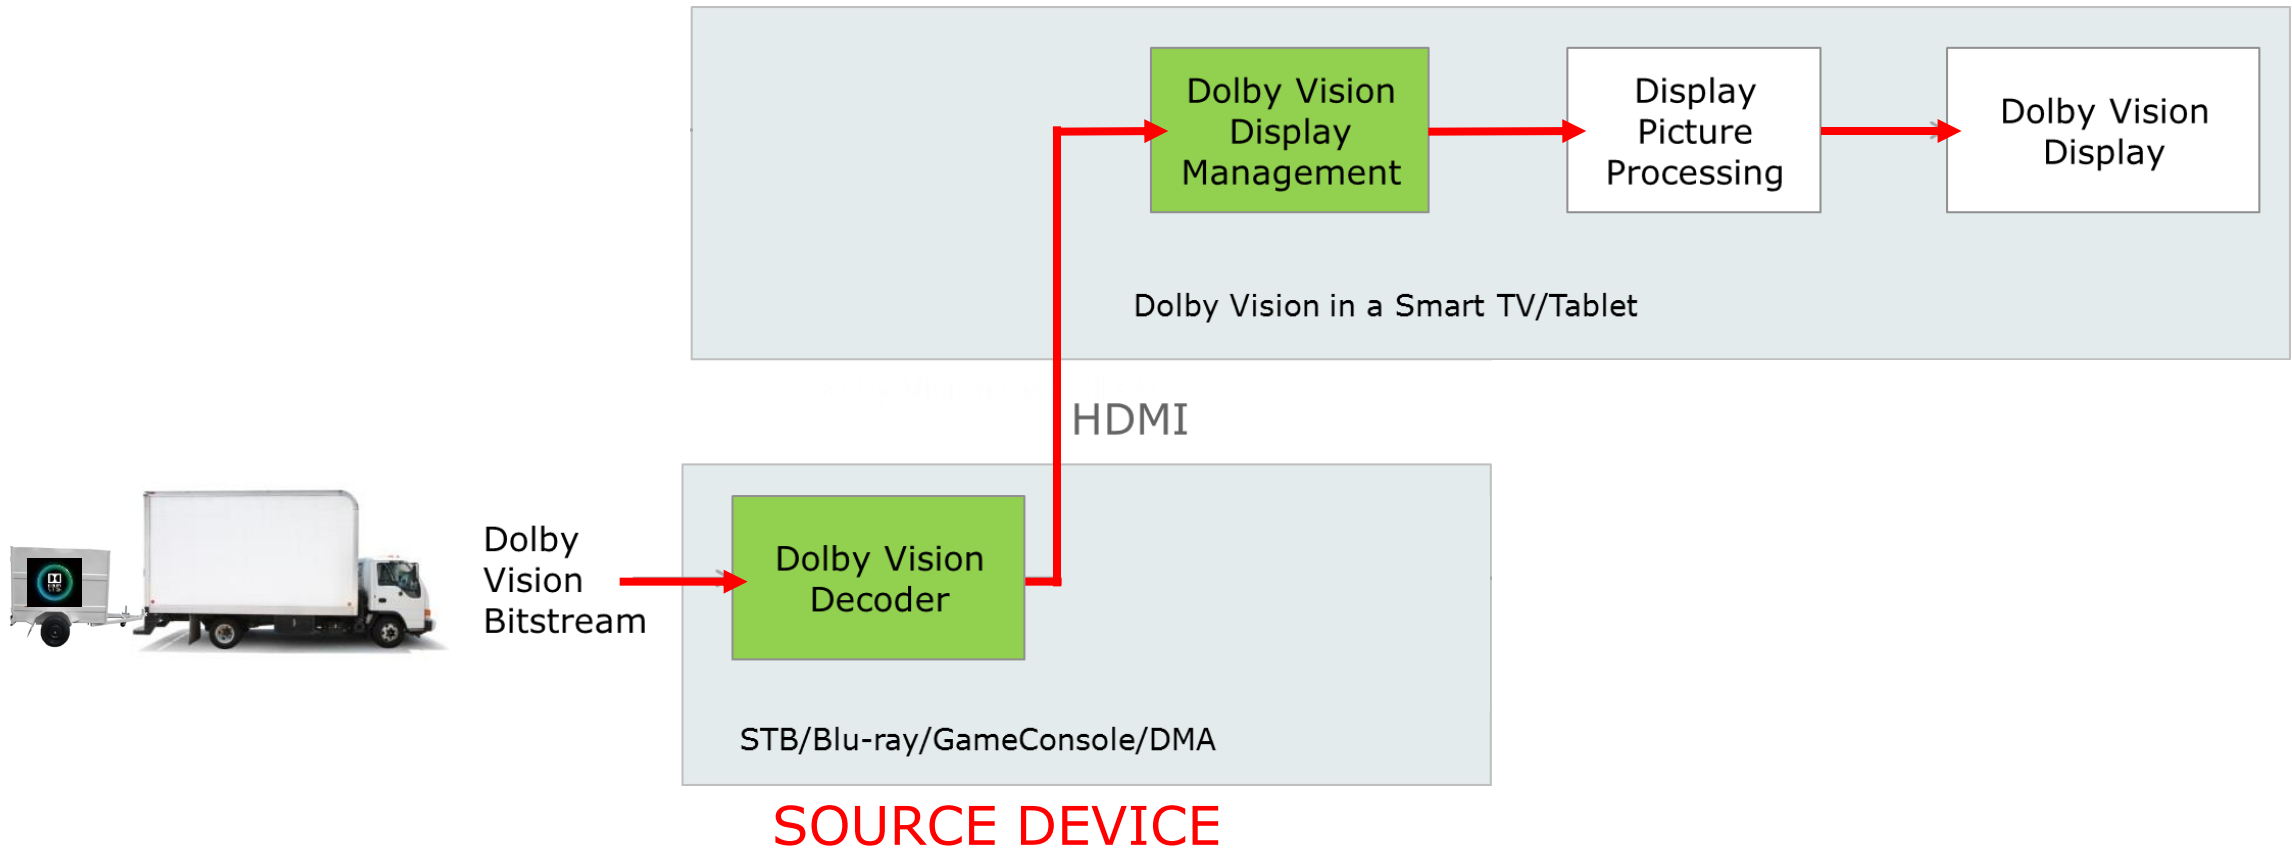 Dolby Vision
Display
Management
Display
Picture
Processing
Dolby Vision
Display
Dolby Vision in a Smart TV/Tablet
HDMI
Dolby
Vision
Bitstream
Dolby Vision
Decoder
STB/Blu-ray/GameConsole/DMA
SOURCE DEVICE